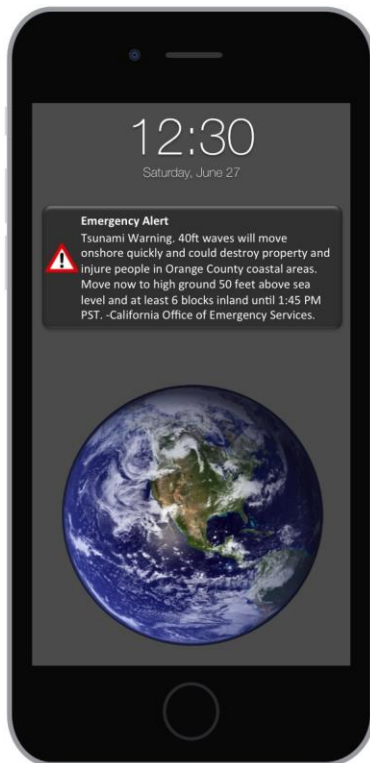 12:30
Saturday, June 27
Emergency Alert
Tsunami Warning. 40ft waves will move
onshore quickly and could destroy property and
injure people in Orange County coastal areas.
Move now to high ground 50 feet above sea
level and at least 6 blocks inland until 1:45 PM
PST. -California Office of Emergency Services.